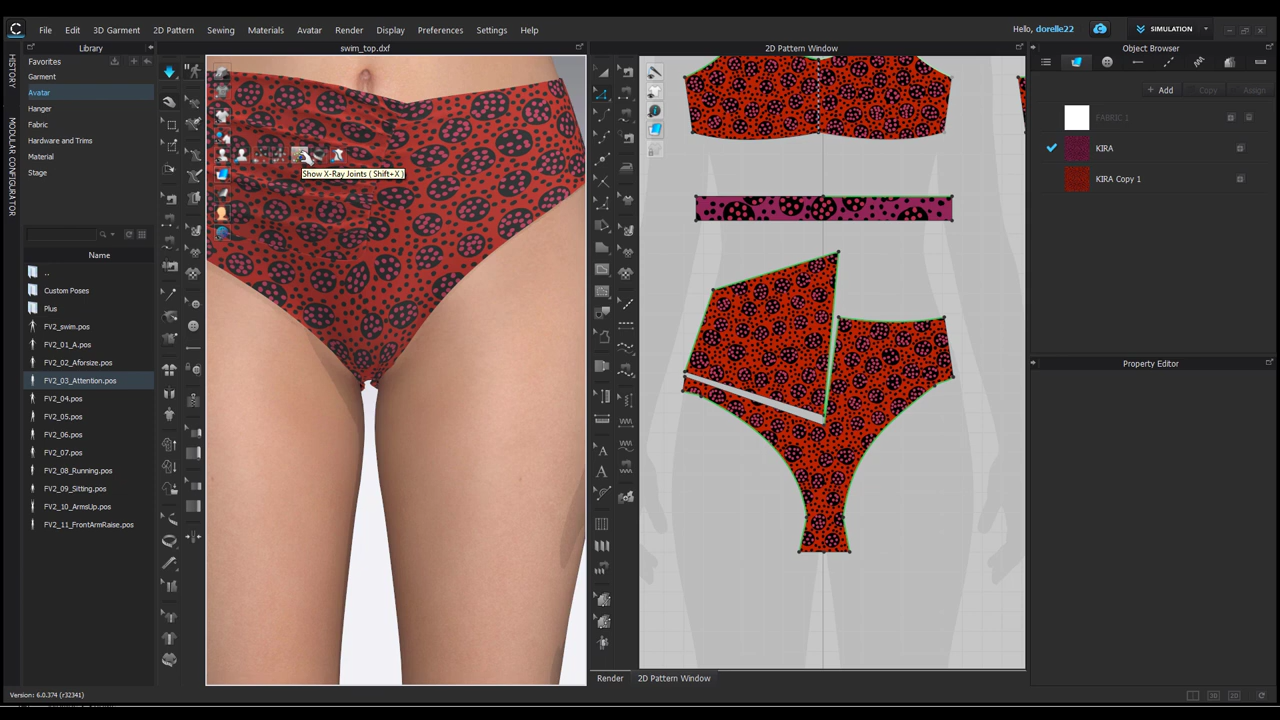 File Edit 3D Garment 2D Pattern Sewing Materials Avatar Render Display Preferences Settings Help
Hello, dorelle22
SIMULATION
HISTORY
MODULAR CONFIGURATOR
Library
Favorites
Garment
Avatar
Hanger
Fabric
Hardware and Trims
Material
Stage
Name
..
Custom Poses
Plus
FV2_swim.pos
FV2_01_A.pos
FV2_02_Aforsize.pos
FV2_03_Attention.pos
FV2_04.pos
FV2_05.pos
FV2_06.pos
FV2_07.pos
FV2_08_Running.pos
FV2_09_Sitting.pos
FV2_10_ArmsUp.pos
FV2_11_FrontArmRaise.pos
swim_top.dxf
Show X-Ray Joints ( Shift+X )
2D Pattern Window
Render
2D Pattern Window
Object Browser
+ Add
Copy
Assign
FABRIC 1
KIRA
KIRA Copy 1
Property Editor
Version: 6.0.374 (r32341)
3D
2D